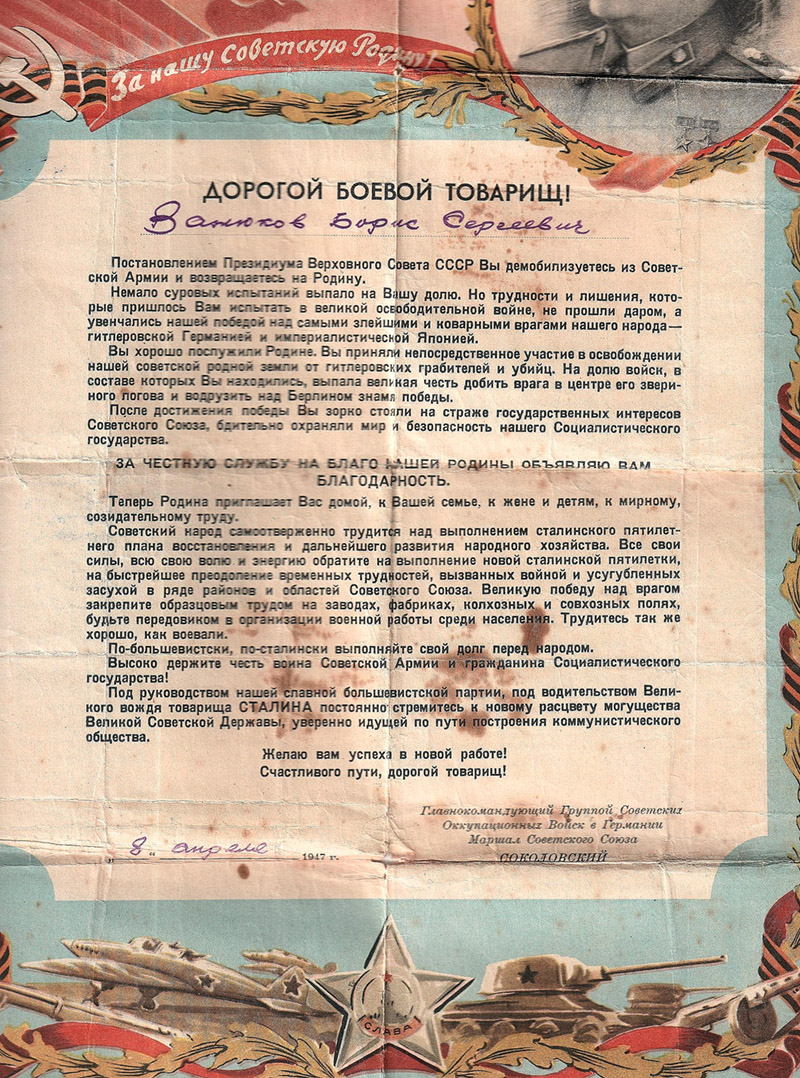 За нашу Советскую Родину!
ДОРОГОЙ БОЕВОЙ ТОВАРИЩ!
Ванюков Борис Сергеевич
Постановлением Президиума Верховного Совета СССР Вы демобилизуетесь из Совет-
ской Армии и возвращаетесь на Родину.
Немало суровых испытаний выпало на Вашу долю. Но трудности и лишения, кото-
рые пришлось Вам испытать в великой освободительной войне, не прошли даром, а
увенчались нашей победой над самыми злейшими и коварными врагами нашего народа—
гитлеровской Германией и империалистической Японией.
Вы хорошо послужили Родине. Вы приняли непосредственное участие в освобождении
нашей советской родной земли от гитлеровских грабителей и убийц. На долю войск, в
составе которых Вы находились, выпала великая честь добить врага в центре его звери-
ного логова и водрузить над Берлином знамя победы.
После достижения победы Вы зорко стояли на страже государственных интересов
Советского Союза, бдительно охраняли мир и безопасность нашего Социалистического
государства.
ЗА ЧЕСТНУЮ СЛУЖБУ НА БЛАГО НАШЕЙ РОДИНЫ ОБЪЯВЛЯЮ ВАМ
БЛАГОДАРНОСТЬ.
Теперь Родина приглашает Вас домой, к Вашей семье, к жене и детям, к мирному,
созидательному труду.
Советский народ самоотверженно трудится над выполнением сталинского пятилет-
него плана восстановления и дальнейшего развития народного хозяйства. Все свои
силы, всю свою волю и энергию обратите на выполнение новой сталинской пятилетки,
на быстрейшее преодоление временных трудностей, вызванных войной и усугубленных
засухой в ряде районов и областей Советского Союза. Великую победу над врагом
закрепите образцовым трудом на заводах, фабриках, колхозных и совхозных полях,
будьте передовиком в организации военной работы среди населения. Трудитесь так же
хорошо, как воевали.
По-большевистски, по-сталински выполняйте свой долг перед народом.
Высоко держите честь воина Советской Армии и гражданина Социалистического
государства!
Под руководством нашей славной большевистской партии, под водительством Вели-
кого вождя товарища СТАЛИНА постоянно стремитесь к новому расцвету могущества
Великой Советской Державы, уверенно идущей по пути построения коммунистического
общества.
Желаю вам успеха в новой работе!
Счастливого пути, дорогой товарищ!
Главнокомандующий Группой Советских
Оккупационных Войск в Германии
Маршал Советского Союза
СОКОЛОВСКИЙ
„8“ апреля 1947 г.
СЛАВА